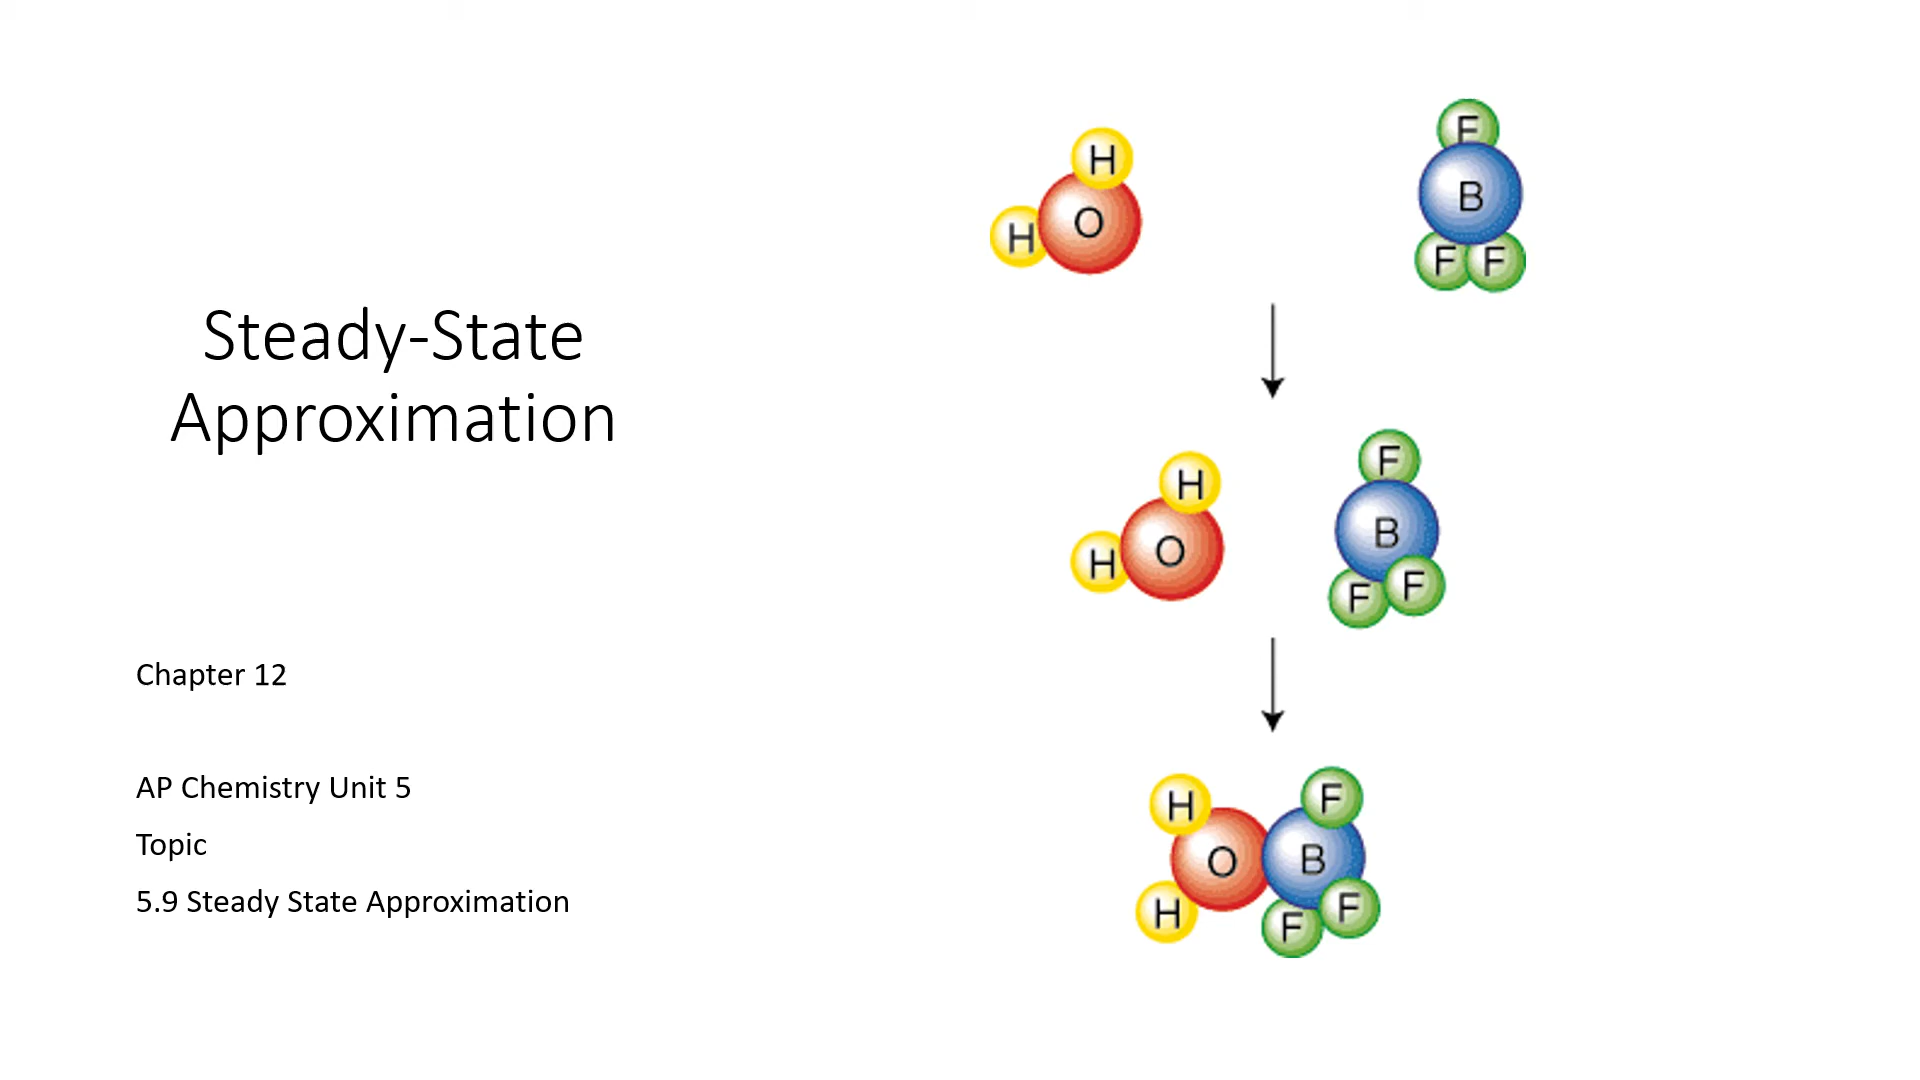 Steady-State
Approximation
Chapter 12
AP Chemistry Unit 5
Topic
5.9 Steady State Approximation
H
O
H
F
B
F F
H
O
H
F
B
F
F
H
O
H
F
B
F
F